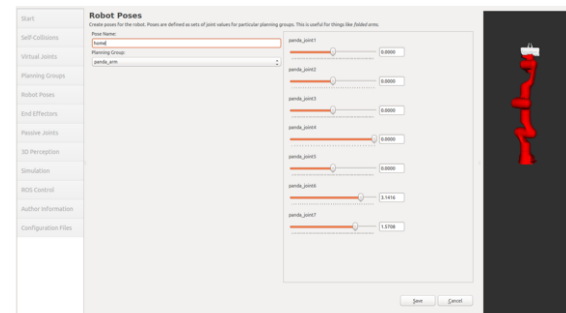 Start
Self-Collisions
Virtual Joints
Planning Groups
Robot Poses
End Effectors
Passive Joints
3D Perception
Simulation
ROS Control
Author Information
Configuration Files
Robot Poses
Create poses for the robot. Poses are defined as sets of joint values for particular planning groups. This is useful for things like folded arms.
Pose Name:
home
Planning Group:
panda_arm
panda_joint1
0.0000
panda_joint2
0.0000
panda_joint3
0.0000
panda_joint4
0.0000
panda_joint5
0.0000
panda_joint6
3.1416
panda_joint7
1.5708
Save
Cancel